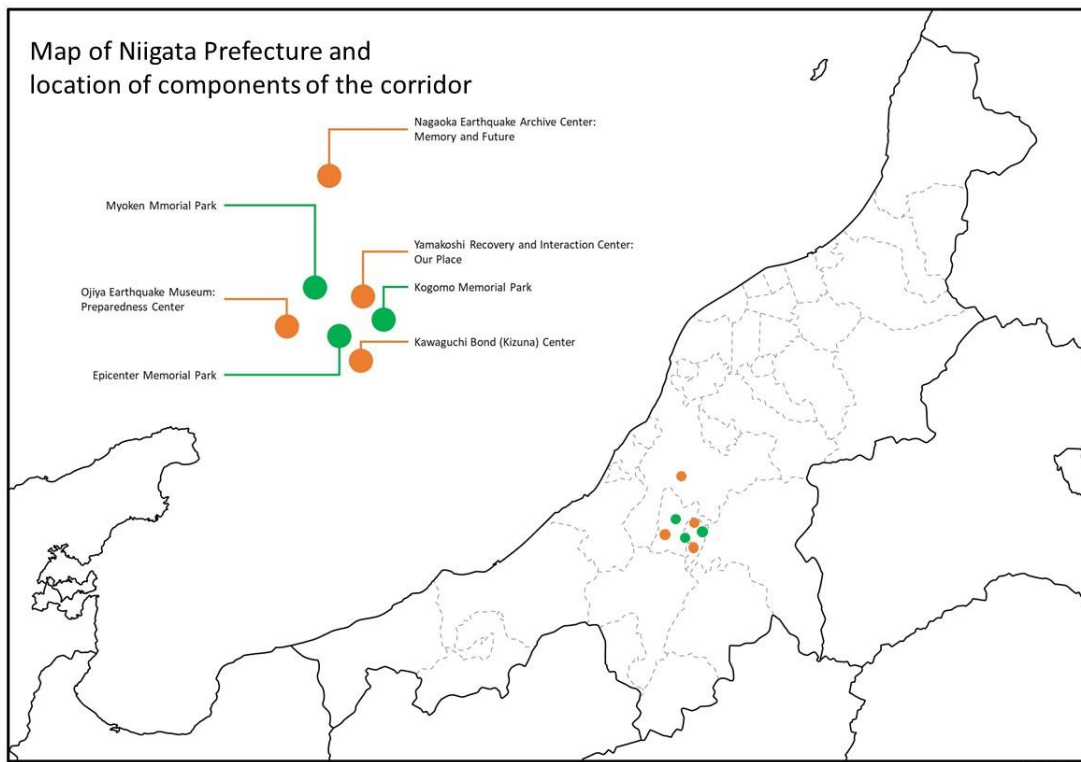 Map of Niigata Prefecture and
location of components of the corridor
Nagaoka Earthquake Archive Center:
Memory and Future
Myoken Mmorial Park
Yamakoshi Recovery and Interaction Center:
Our Place
Ojiya Earthquake Museum:
Preparedness Center
Kogomo Memorial Park
Kawaguchi Bond (Kizuna) Center
Epicenter Memorial Park